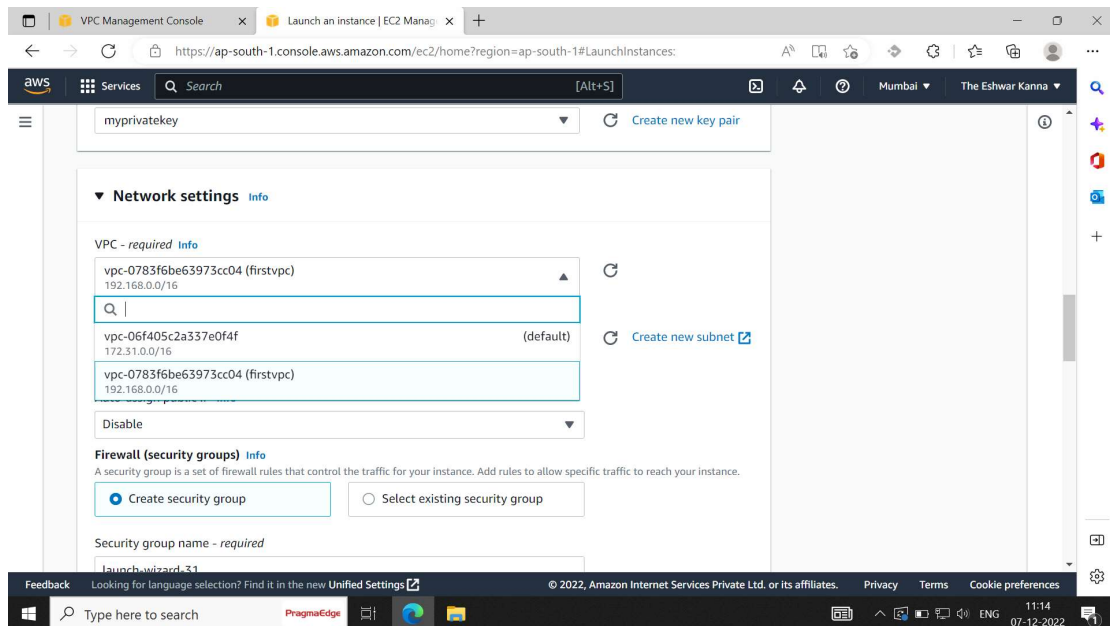 VPC Management Console
Launch an instance | EC2 Manag
https://ap-south-1.console.aws.amazon.com/ec2/home?region=ap-south-1#LaunchInstances:
aws
Services
Search
[Alt+S]
Mumbai
The Eshwar Kanna
myprivatekey
Create new key pair
Network settings Info
VPC - required Info
vpc-0783f6be63973cc04 (firstvpc)
192.168.0.0/16
vpc-06f405c2a337e0f4f (default)
172.31.0.0/16
Create new subnet
vpc-0783f6be63973cc04 (firstvpc)
192.168.0.0/16
Disable
Firewall (security groups) Info
A security group is a set of firewall rules that control the traffic for your instance. Add rules to allow specific traffic to reach your instance.
Create security group
Select existing security group
Security group name - required
launch-wizard-31
Feedback
Looking for language selection? Find it in the new Unified Settings
© 2022, Amazon Internet Services Private Ltd. or its affiliates.
Privacy
Terms
Cookie preferences
Type here to search
PragmaEdge
ENG
11:14
07-12-2022
1